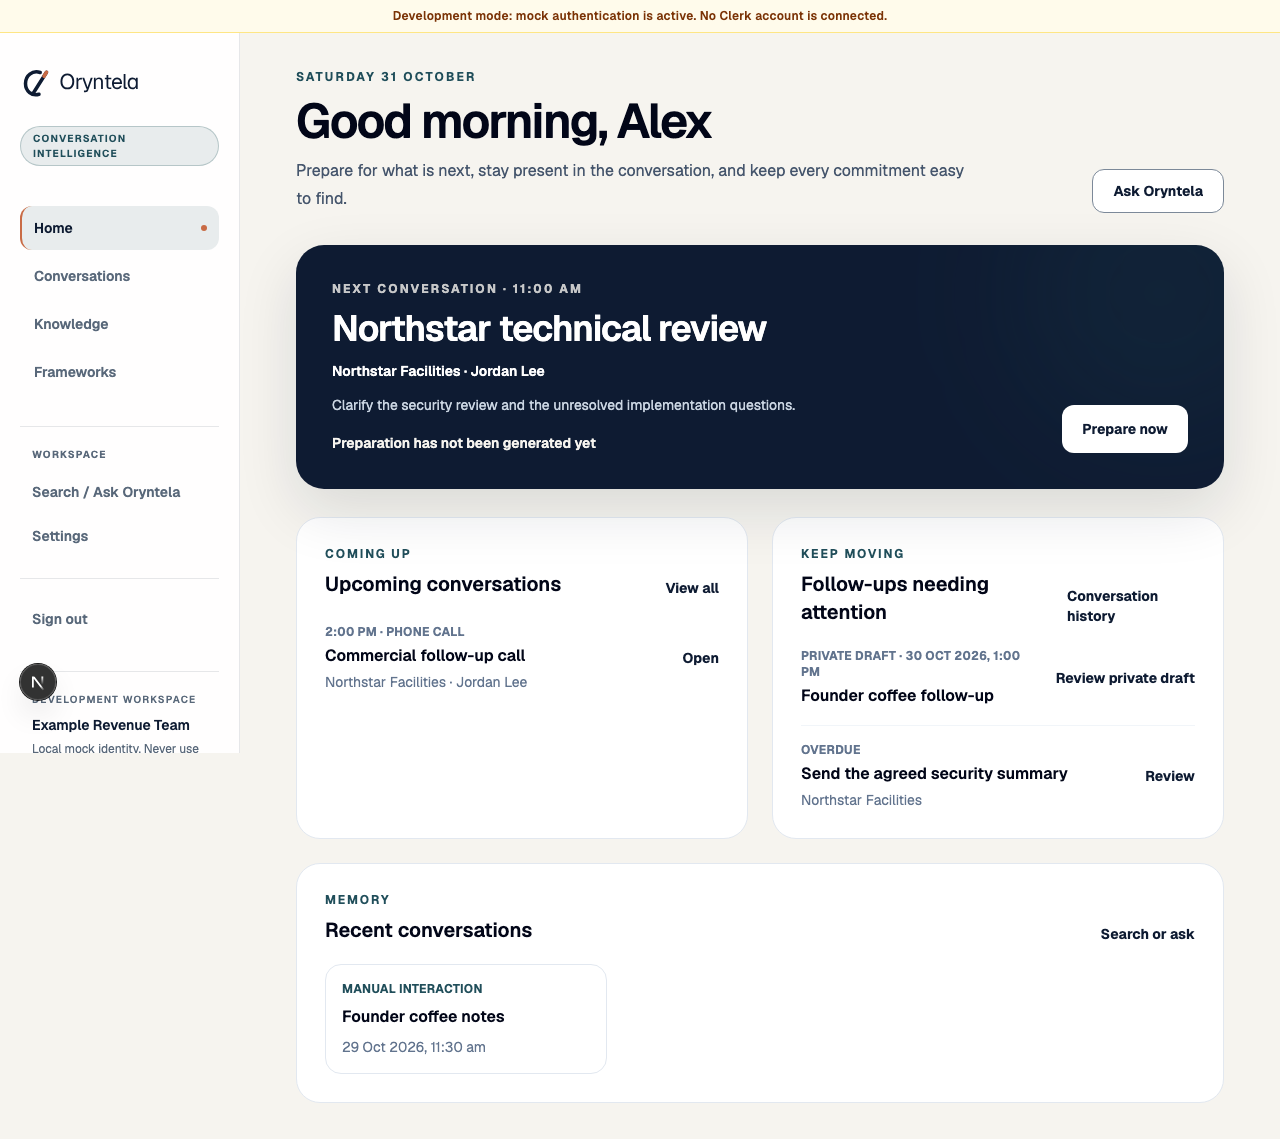 Development mode: mock authentication is active. No Clerk account is connected.
Oryntela
CONVERSATION
INTELLIGENCE
Home
Conversations
Knowledge
Frameworks
WORKSPACE
Search / Ask Oryntela
Settings
Sign out
N
DEVELOPMENT WORKSPACE
Example Revenue Team
Local mock identity. Never use
SATURDAY 31 OCTOBER
Good morning, Alex
Prepare for what is next, stay present in the conversation, and keep every commitment easy
to find.
Ask Oryntela
NEXT CONVERSATION · 11:00 AM
Northstar technical review
Northstar Facilities · Jordan Lee
Clarify the security review and the unresolved implementation questions.
Preparation has not been generated yet
Prepare now
COMING UP
Upcoming conversations
View all
2:00 PM · PHONE CALL
Commercial follow-up call
Northstar Facilities · Jordan Lee
Open
KEEP MOVING
Follow-ups needing
attention
Conversation
history
PRIVATE DRAFT · 30 OCT 2026, 1:00
PM
Founder coffee follow-up
Review private draft
OVERDUE
Send the agreed security summary
Northstar Facilities
Review
MEMORY
Recent conversations
Search or ask
MANUAL INTERACTION
Founder coffee notes
29 Oct 2026, 11:30 am